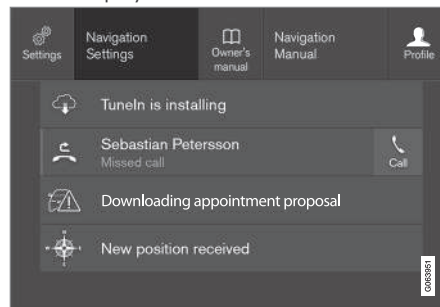 Settings
Navigation
Settings
Owner's
manual
Navigation
Manual
Profile
TuneIn is installing
Sebastian Petersson
Missed call
Call
Downloading appointment proposal
New position received
G063951